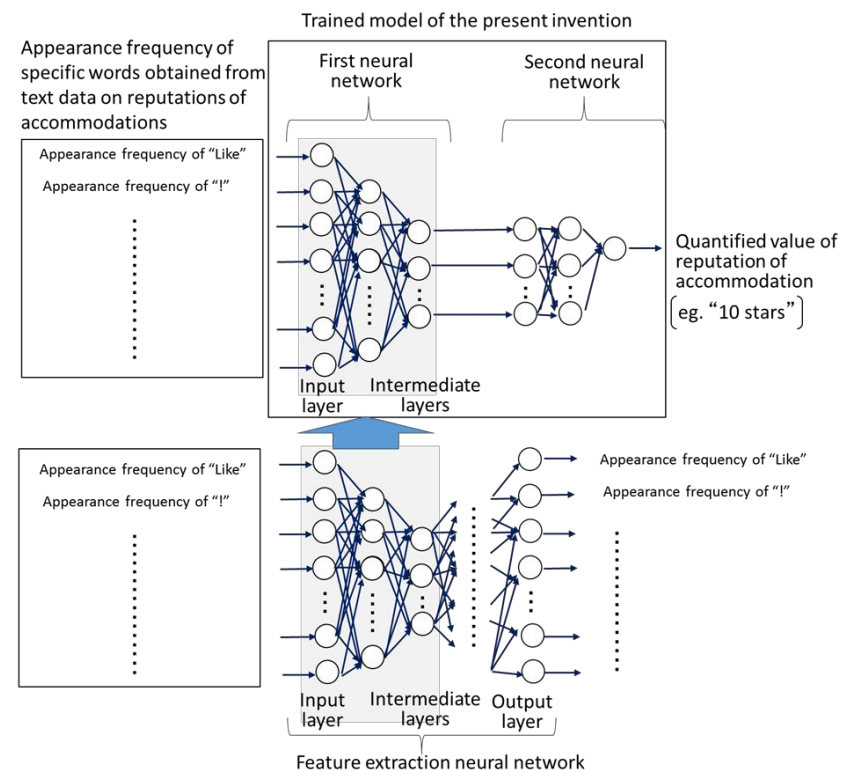 Trained model of the present invention
Appearance frequency of
specific words obtained from
text data on reputations of
accommodations
First neural
network
Second neural
network
Appearance frequency of “Like”
Appearance frequency of “!”
Quantified value of
reputation of
accommodation
eg. “10 stars”
Input
layer
Intermediate
layers
Appearance frequency of “Like”
Appearance frequency of “!”
Appearance frequency of “Like”
Appearance frequency of “!”
Input
layer
Intermediate
layers
Output
layer
Feature extraction neural network